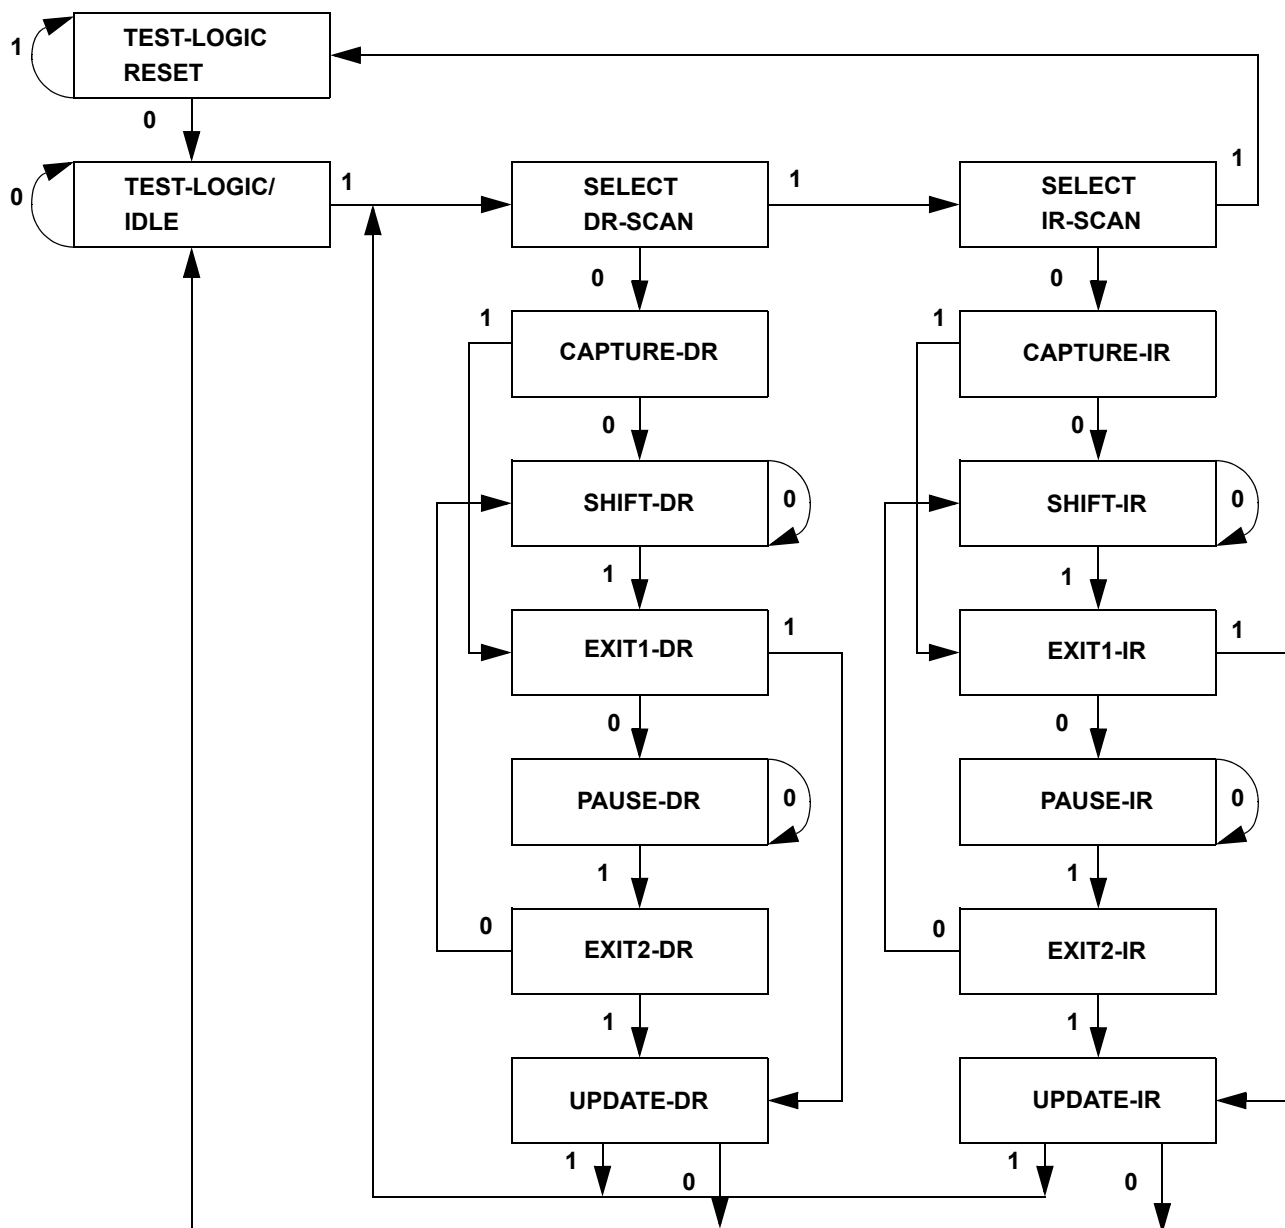 TEST-LOGIC
RESET
1
0
TEST-LOGIC/
IDLE
0
1
SELECT
DR-SCAN
1
SELECT
IR-SCAN
1
0
0
1
CAPTURE-DR
1
CAPTURE-IR
0
0
SHIFT-DR
0
SHIFT-IR
0
1
1
EXIT1-DR
1
EXIT1-IR
1
0
0
PAUSE-DR
0
PAUSE-IR
0
1
1
0
EXIT2-DR
0
EXIT2-IR
1
1
UPDATE-DR
UPDATE-IR
1
0
1
0